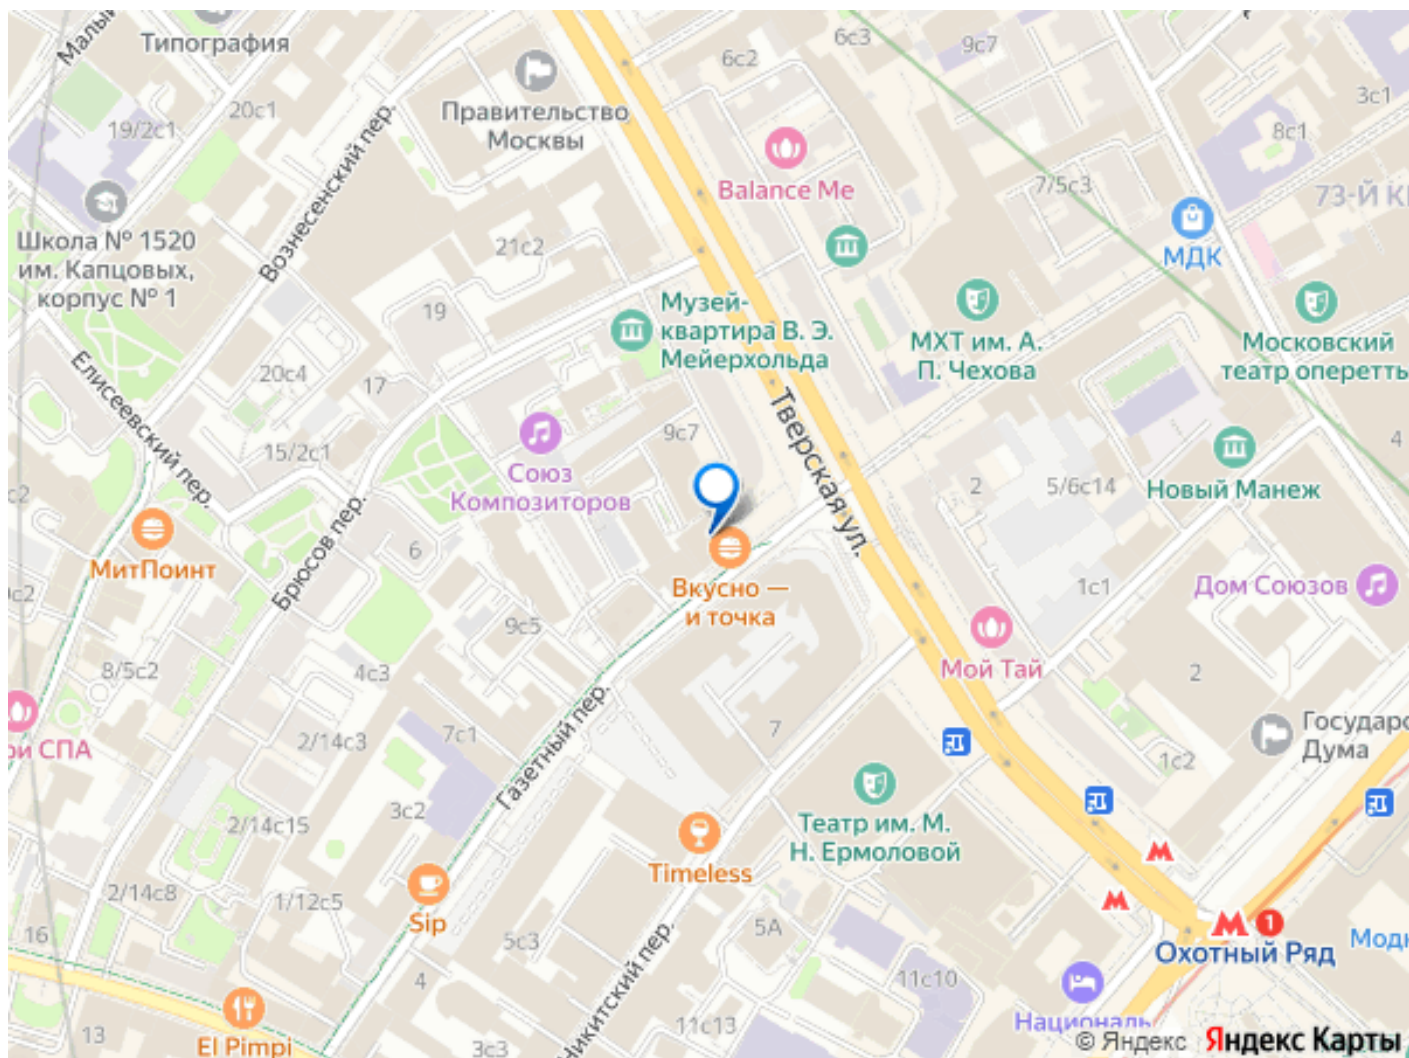 Типография
6с2
6с3
9с7
Правительство
Москвы
20с1
19/2с1
3с1
8с1
Balance Me
7/5с3
73-Й
МДК
Школа № 1520
им. Капцовых,
корпус № 1
Вознесенский пер.
21с2
19
Музей-
квартира В. Э.
Мейерхольда
МХТ им. А.
П. Чехова
Московский
театр оперетты
20с4
17
Елисеевский пер.
15/2с1
Союз
Композиторов
9с7
Тверская ул.
2
5/6с14
Новый Манеж
4
МитПоинт
Брюсов пер.
6
Вкусно —
и точка
1с1
Дом Союзов
9с5
8/5с2
4с3
Мой Тай
2
СПА
2/14с3
7с1
Газетный пер.
7
Дума
1с2
3с2
2/14с15
Театр им. М.
Н. Ермоловой
Timeless
2/14с8
1/12с5
Sip
16
5с3
5А
1
Охотный Ряд
4
11с10
Националь
El Pimpi
13
3с3
11с13
© Яндекс Яндекс Карты